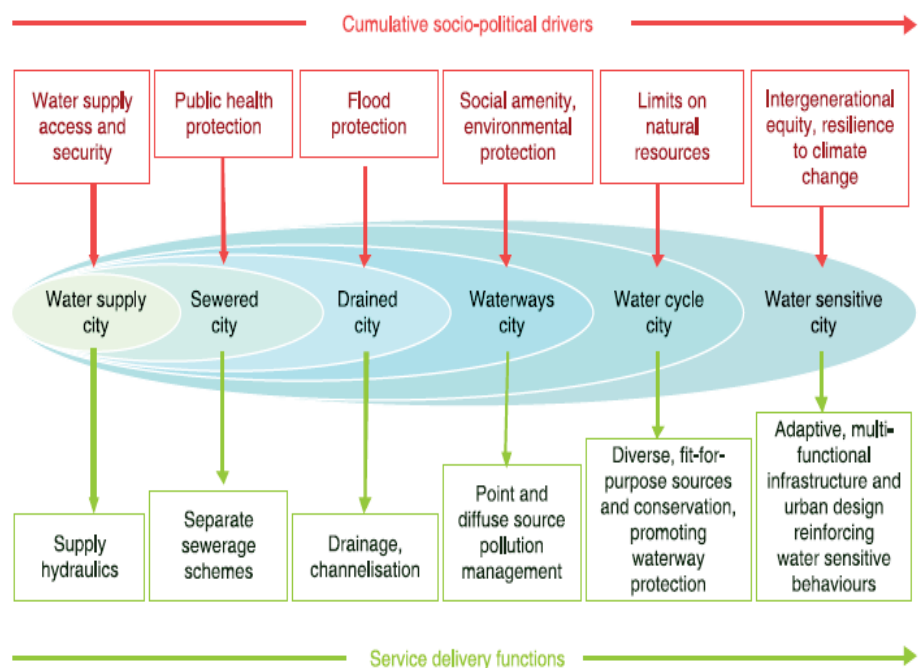 Cumulative socio-political drivers
Water supply
access and
security
Public health
protection
Flood
protection
Social amenity,
environmental
protection
Limits on
natural
resources
Intergenerational
equity, resilience
to climate
change
Water supply
city
Sewered
city
Drained
city
Waterways
city
Water cycle
city
Water sensitive
city
Supply
hydraulics
Separate
sewerage
schemes
Drainage,
channelisation
Point and
diffuse source
pollution
management
Diverse, fit-for-
purpose sources
and conservation,
promoting
waterway
protection
Adaptive, multi-
functional
infrastructure and
urban design
reinforcing
water sensitive
behaviours
Service delivery functions